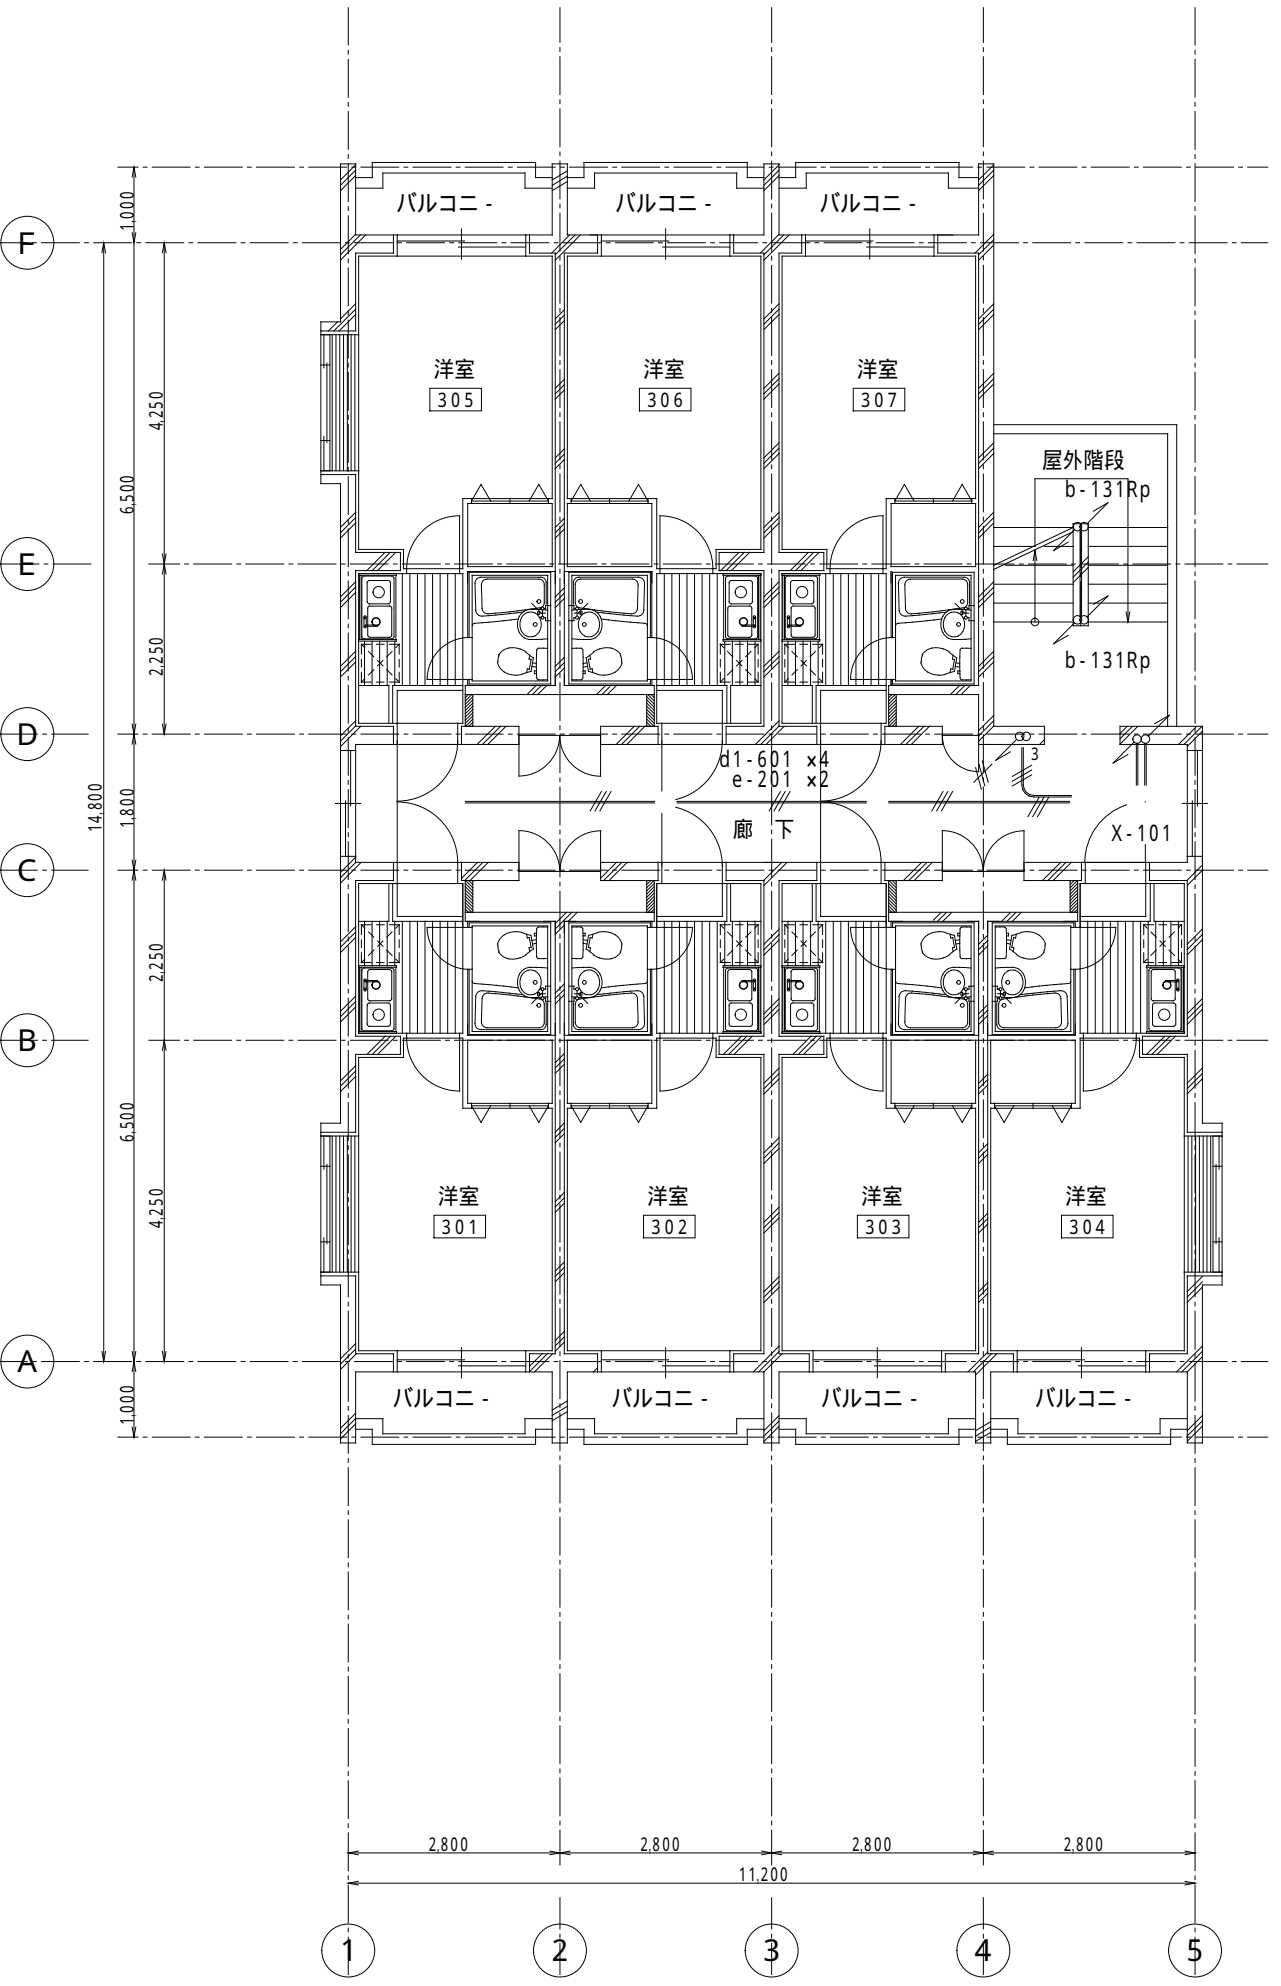 1,000
バルコニ-
バルコニ-
バルコニ-
F
洋室
305
洋室
306
洋室
307
4,250
6,500
屋外階段
b-131Rp
E
2,250
b-131Rp
D
14,800
1,800
d1-601 ×4
e-201 ×2
3
廊 下
X-101
C
2,250
B
6,500
4,250
洋室
301
洋室
302
洋室
303
洋室
304
A
1,000
バルコニ-
バルコニ-
バルコニ-
バルコニ-
2,800
2,800
2,800
2,800
11,200
1
2
3
4
5